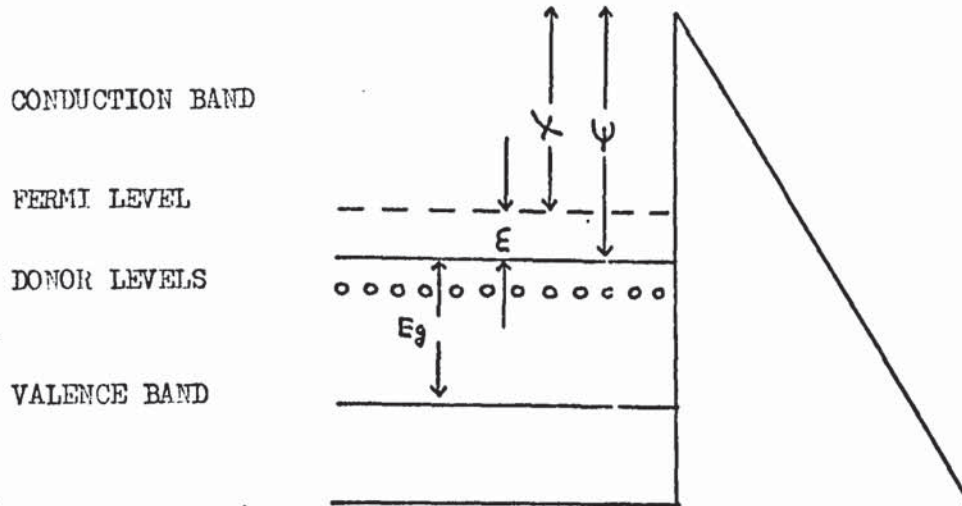 CONDUCTION BAND
χ ψ
FERMI LEVEL
ε
DONOR LEVELS
Eg
VALENCE BAND